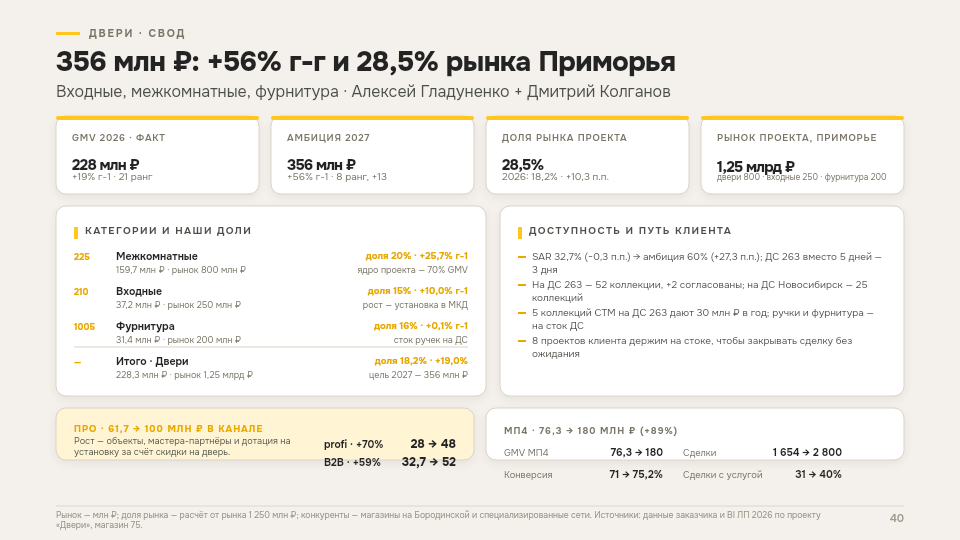 ДВЕРИ · СВОД
356 млн ₽: +56% г-г и 28,5% рынка Приморья
Входные, межкомнатные, фурнитура · Алексей Гладуненко + Дмитрий Колганов
GMV 2026 · ФАКТ
228 млн ₽
+19% г-1 · 21 ранг
АМБИЦИЯ 2027
356 млн ₽
+56% г-1 · 8 ранг, +13
ДОЛЯ РЫНКА ПРОЕКТА
28,5%
2026: 18,2% · +10,3 п.п.
РЫНОК ПРОЕКТА, ПРИМОРЬЕ
1,25 млрд ₽
двери 800 · входные 250 · фурнитура 200
КАТЕГОРИИ И НАШИ ДОЛИ
225 Межкомнатные доля 20% · +25,7% г-1
159,7 млн ₽ · рынок 800 млн ₽ ядро проекта — 70% GMV
210 Входные доля 15% · +10,0% г-1
37,2 млн ₽ · рынок 250 млн ₽ рост — установка в МКД
1005 Фурнитура доля 16% · +0,1% г-1
31,4 млн ₽ · рынок 200 млн ₽ сток ручек на ДС
— Итого · Двери доля 18,2% · +19,0%
228,3 млн ₽ · рынок 1,25 млрд ₽ цель 2027 — 356 млн ₽
ДОСТУПНОСТЬ И ПУТЬ КЛИЕНТА
SAR 32,7% (−0,3 п.п.) → амбиция 60% (+27,3 п.п.); ДС 263 вместо 5 дней —
3 дня
На ДС 263 — 52 коллекции, +2 согласованы; на ДС Новосибирск — 25
коллекций
5 коллекций СТМ на ДС 263 дают 30 млн ₽ в год; ручки и фурнитура —
на сток ДС
8 проектов клиента держим на стоке, чтобы закрывать сделку без
ожидания
ПРО · 61,7 → 100 МЛН ₽ В КАНАЛЕ
Рост — объекты, мастера-партнёры и дотация на
установку за счёт скидки на дверь.
profi · +70% 28 → 48
B2B · +59% 32,7 → 52
МП4 · 76,3 → 180 МЛН ₽ (+89%)
GMV МП4 76,3 → 180 Сделки 1 654 → 2 800
Конверсия 71 → 75,2% Сделки с услугой 31 → 40%
Рынок — млн ₽; доля рынка — расчёт от рынка 1 250 млн ₽; конкуренты — магазины на Бородинской и специализированные сети. Источники: данные заказчика и BI ЛП 2026 по проекту
«Двери», магазин 75.
40